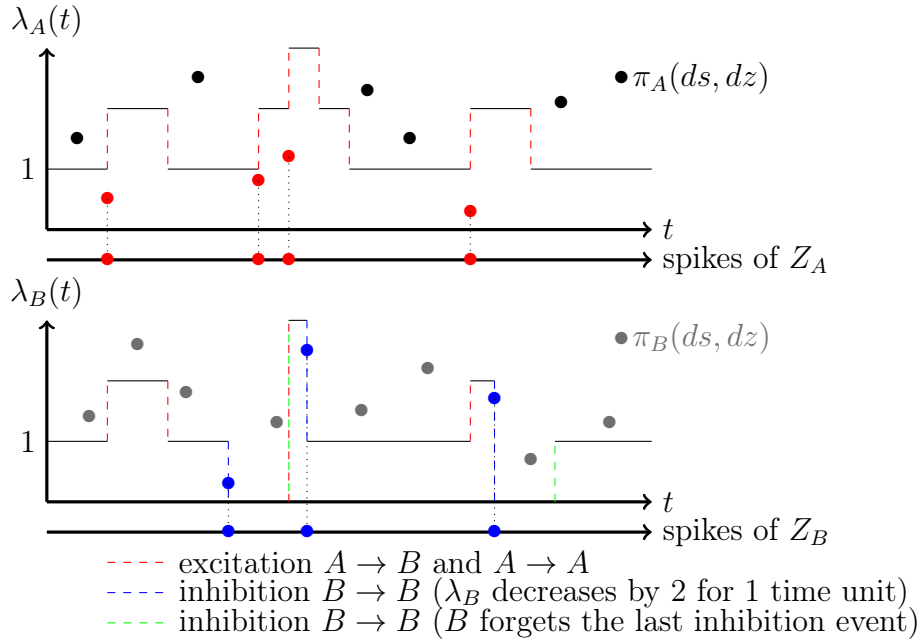 λ_A(t)
π_A(ds, dz)
1
t
spikes of Z_A
λ_B(t)
π_B(ds, dz)
1
t
spikes of Z_B
excitation A → B and A → A
inhibition B → B (λ_B decreases by 2 for 1 time unit)
inhibition B → B (B forgets the last inhibition event)